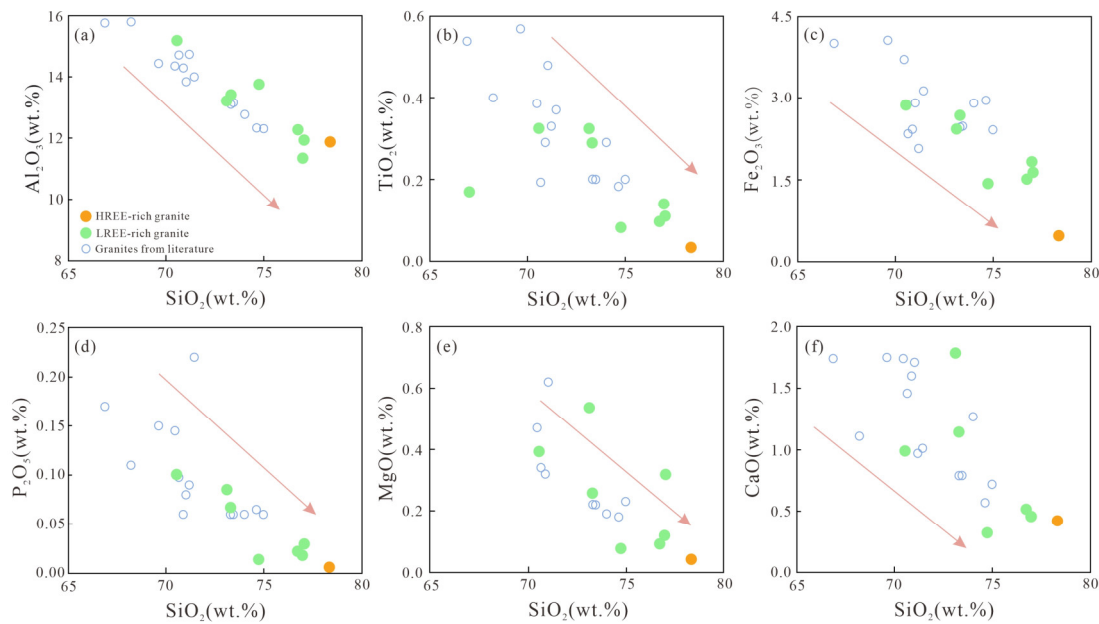 (a)
16
14
12
10
8
Al₂O₃(wt.%)
HREE-rich granite
LREE-rich granite
Granites from literature
65
70
75
80
SiO₂(wt.%)
(b)
0.6
0.4
0.2
0.0
TiO₂(wt.%)
65
70
75
80
SiO₂(wt.%)
(c)
4.5
3.0
1.5
0.0
Fe₂O₃(wt.%)
65
70
75
80
SiO₂(wt.%)
(d)
0.25
0.20
0.15
0.10
0.05
0.00
P₂O₅(wt.%)
65
70
75
80
SiO₂(wt.%)
(e)
0.8
0.6
0.4
0.2
0.0
MgO(wt.%)
65
70
75
80
SiO₂(wt.%)
(f)
2.0
1.5
1.0
0.5
0.0
CaO(wt.%)
65
70
75
80
SiO₂(wt.%)